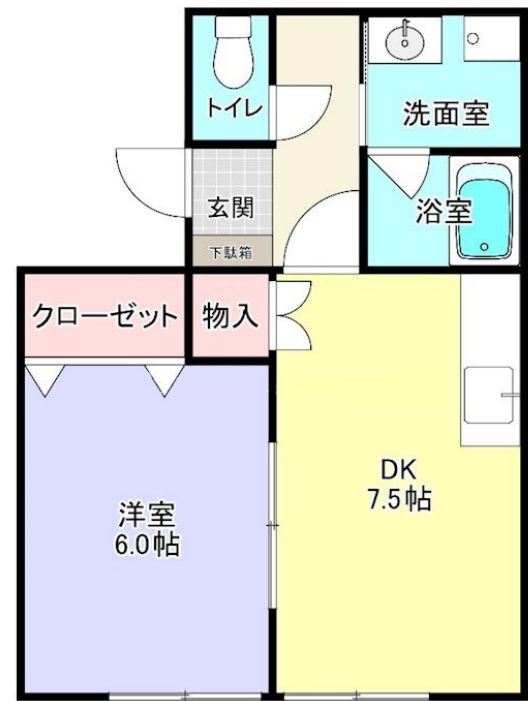 トイレ
洗面室
玄関
浴室
下駄箱
クローゼット
物入
DK
7.5帖
洋室
6.0帖